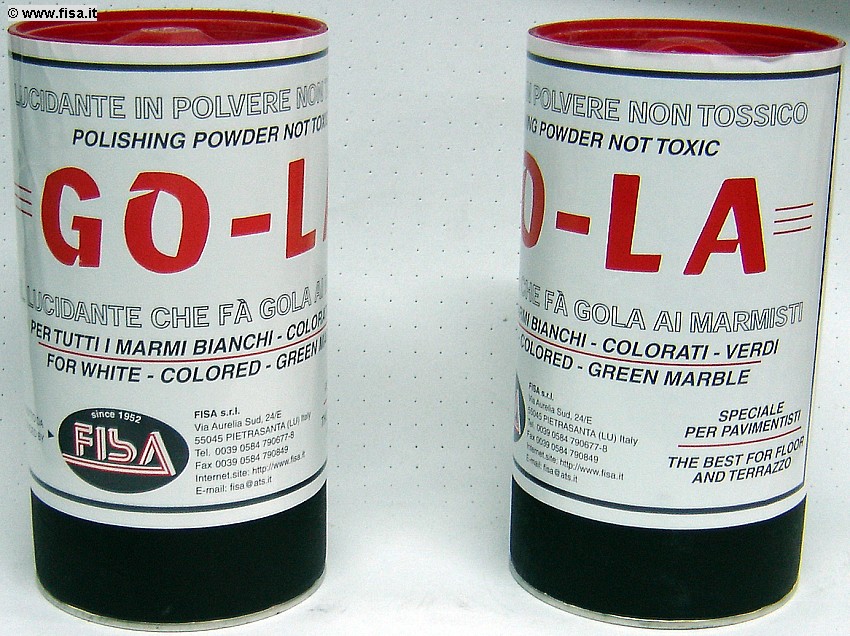 © www.fisa.it
LUCIDANTE IN POLVERE NON
POLISHING POWDER NOT TOXIC
GO-LA
LUCIDANTE CHE FÀ GOLA AI
PER TUTTI I MARMI BIANCHI - COLORATI
FOR WHITE - COLORED - GREEN
since 1952
FISA
FISA s.r.l.
Via Aurelia Sud, 24/E
55045 PIETRASANTA (LU) Italy
Tel. 0039 0584 790677-8
Fax 0039 0584 790849
Internet.site: http://www.fisa.it
E-mail: fisa@ats.it
POLVERE NON TOSSICO
POWDER NOT TOXIC
O-LA
CHE FÀ GOLA AI MARMISTI
BIANCHI - COLORATI - VERDI
COLORED - GREEN MARBLE
FISA s.r.l.
Via Aurelia Sud, 24/E
55045 PIETRASANTA (LU) Italy
Tel. 0039 0584 790677-8
Fax 0039 0584 790849
Internet.site: http://www.fisa.it
E-mail: fisa@ats.it
SPECIALE
PER PAVIMENTISTI
THE BEST FOR FLOOR
AND TERRAZZO